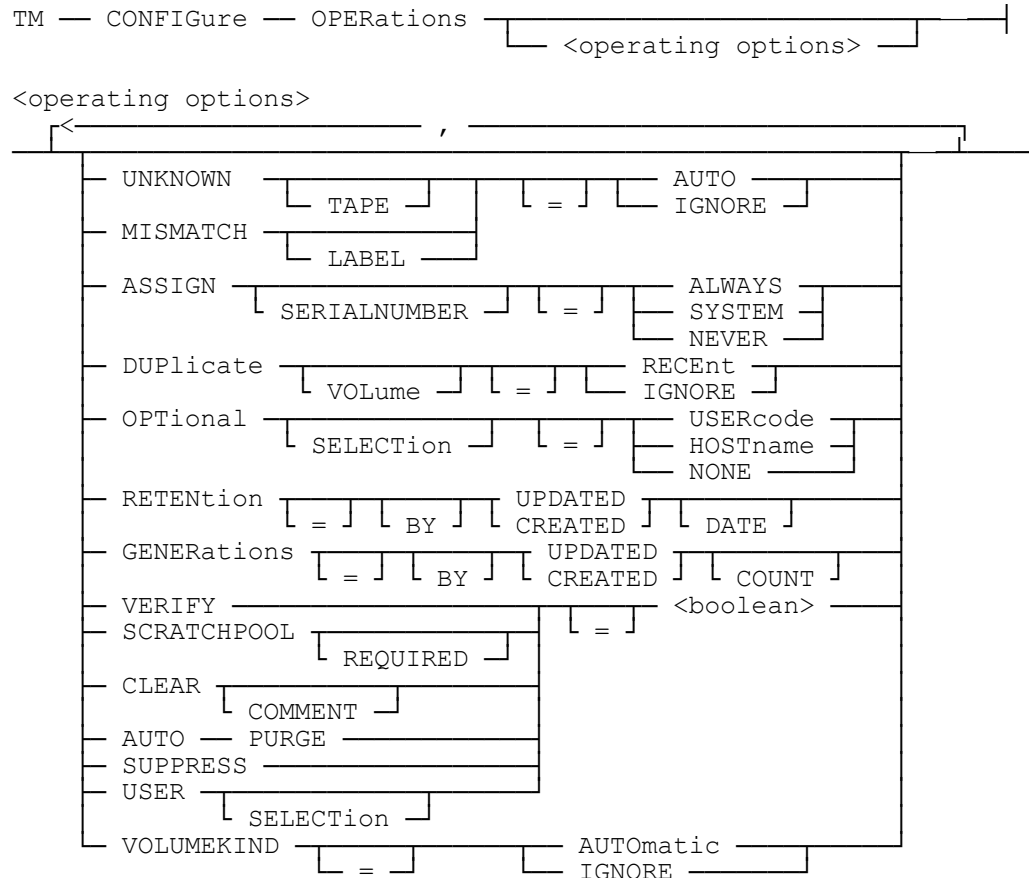 TM — CONFIGure — OPERations
<operating options>
<operating options>
< ,
UNKNOWN AUTO
TAPE = IGNORE
MISMATCH
LABEL
ASSIGN ALWAYS
SERIALNUMBER = SYSTEM
NEVER
DUPlicate RECEnt
VOLume = IGNORE
OPTional USERcode
SELECTion = HOSTname
NONE
RETENtion UPDATED
= BY CREATED DATE
GENERations UPDATED
= BY CREATED COUNT
VERIFY <boolean>
SCRATCHPOOL =
REQUIRED
CLEAR
COMMENT
AUTO — PURGE
SUPPRESS
USER
SELECTion
VOLUMEKIND AUTOmatic
= IGNORE